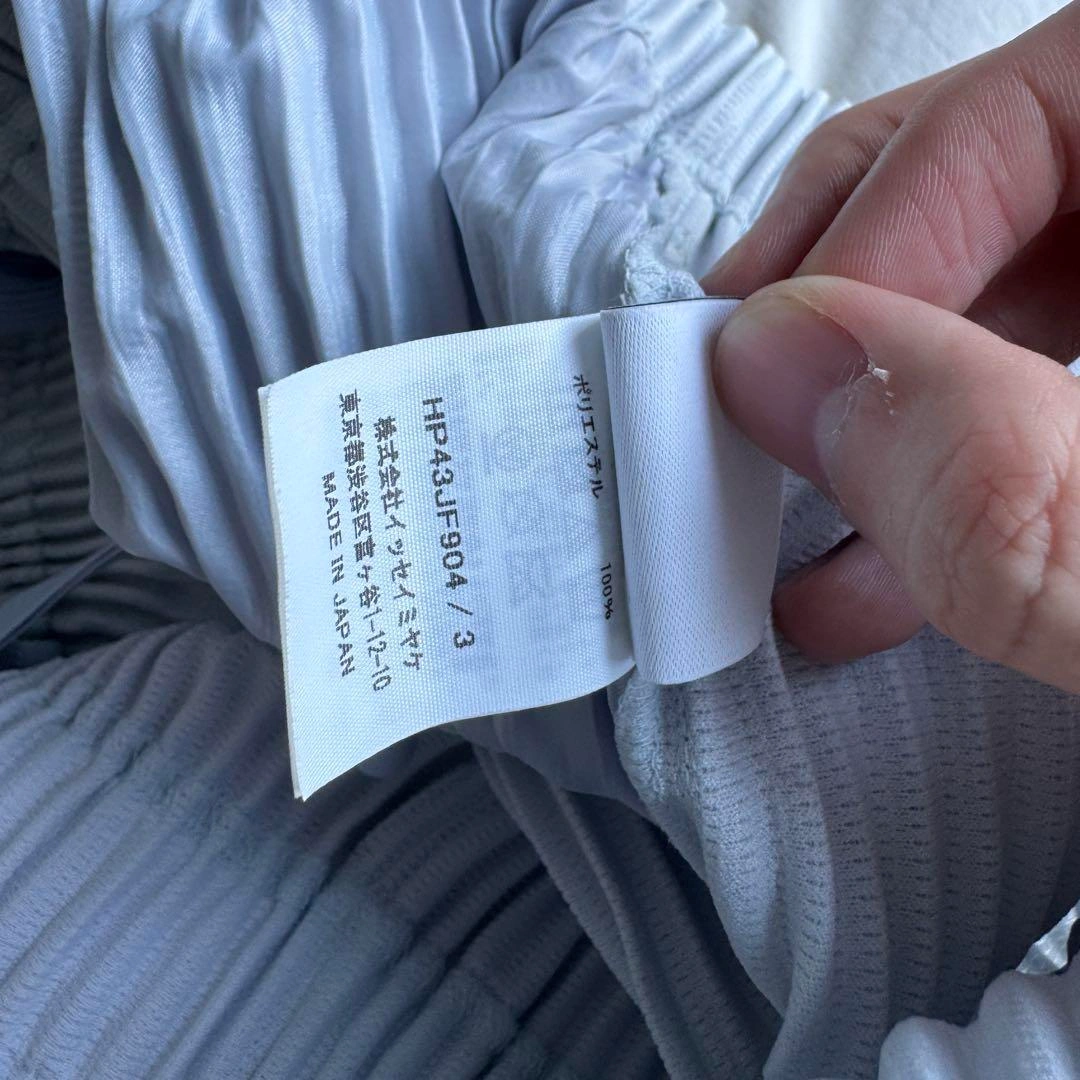 ポリエステル 100%
HP43JF904 / 3
株式会社イッセイミヤケ
東京都渋谷区富ヶ谷1-12-10
MADE IN JAPAN